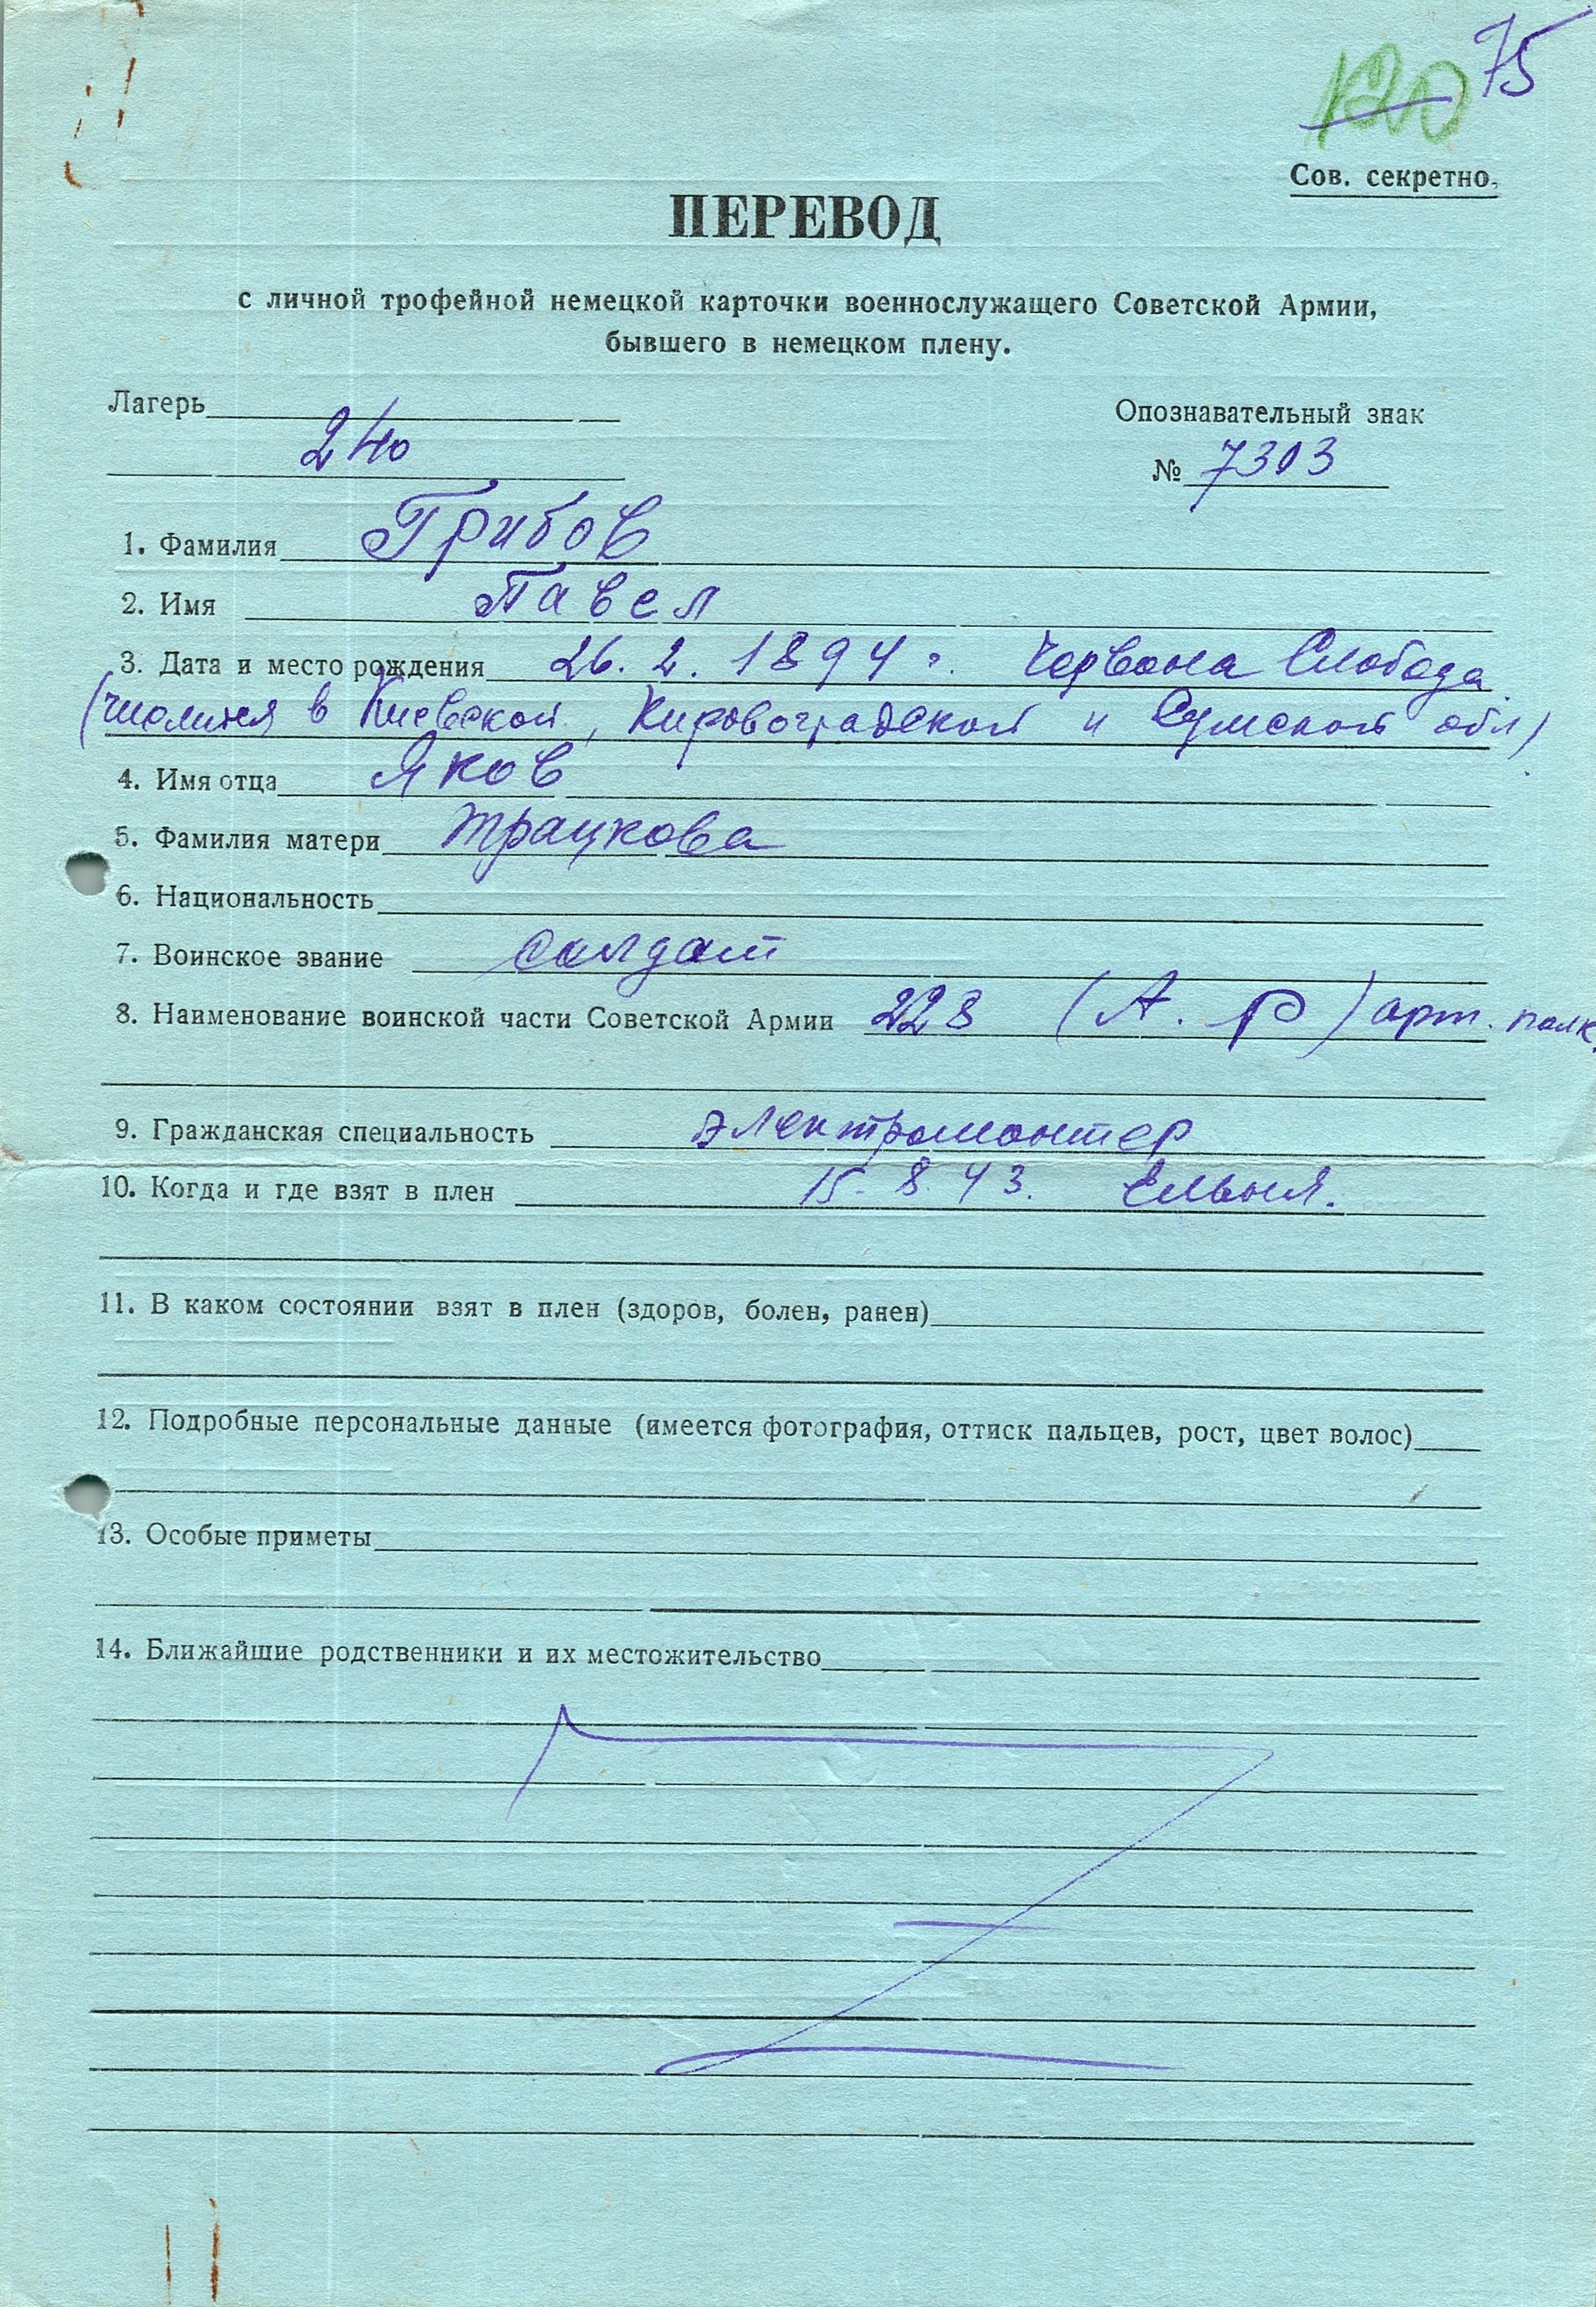 120 75
Сов. секретно.
ПЕРЕВОД
с личной трофейной немецкой карточки военнослужащего Советской Армии,
бывшего в немецком плену.
Лагерь
240
Опознавательный знак
№ 7303
1. Фамилия Грибов
2. Имя Павел
3. Дата и место рождения 26. 2. 1894 г. Червона Слобода
(числится в Киевской, Кировоградской и Сумской обл)
4. Имя отца Яков
5. Фамилия матери Трацкова
6. Национальность
7. Воинское звание солдат
8. Наименование воинской части Советской Армии 228 (А. Р) арт. полк.
9. Гражданская специальность электромонтер
10. Когда и где взят в плен 15. 8. 43. Ельня.
11. В каком состоянии взят в плен (здоров, болен, ранен)
12. Подробные персональные данные (имеется фотография, оттиск пальцев, рост, цвет волос)
13. Особые приметы
14. Ближайшие родственники и их местожительство